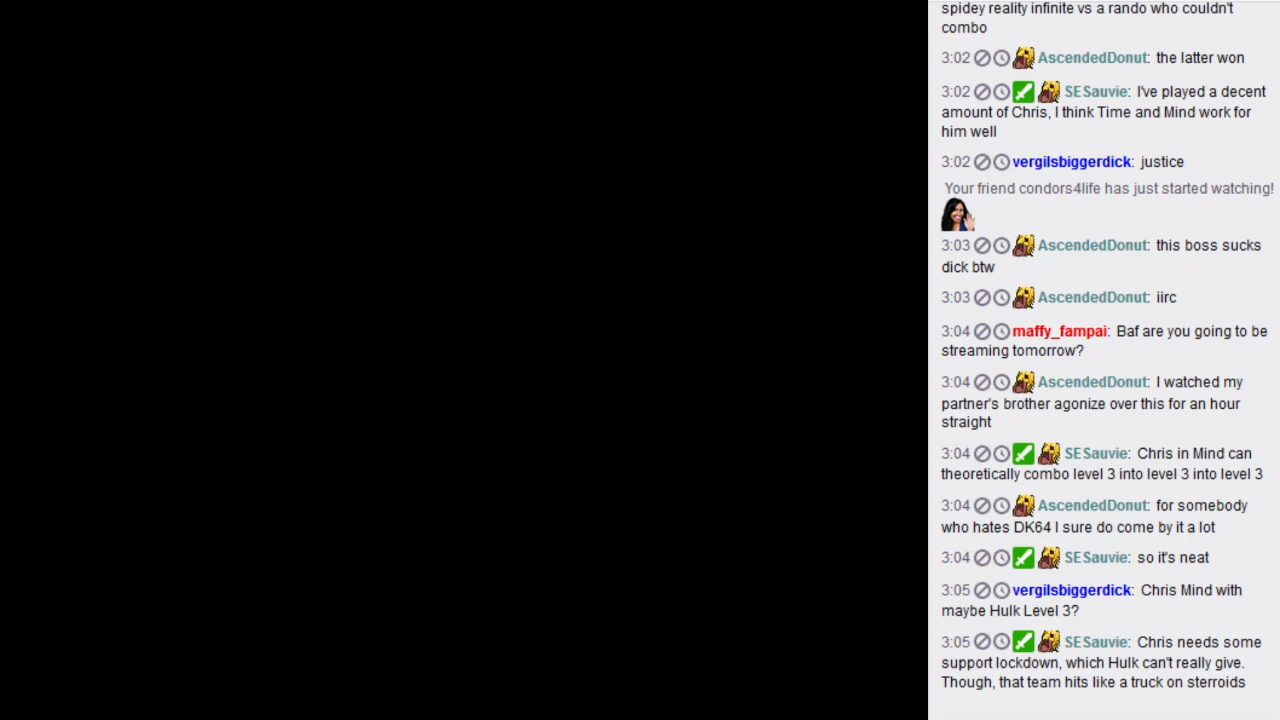 spidey reality infinite vs a rando who couldn't
combo
3:02 AscendedDonut: the latter won
3:02 SESauvie: I've played a decent
amount of Chris, I think Time and Mind work for
him well
3:02 vergilsbiggerdick: justice
Your friend condors4life has just started watching!
3:03 AscendedDonut: this boss sucks
dick btw
3:03 AscendedDonut: iirc
3:04 maffy_fampai: Baf are you going to be
streaming tomorrow?
3:04 AscendedDonut: I watched my
partner's brother agonize over this for an hour
straight
3:04 SESauvie: Chris in Mind can
theoretically combo level 3 into level 3 into level 3
3:04 AscendedDonut: for somebody
who hates DK64 I sure do come by it a lot
3:04 SESauvie: so it's neat
3:05 vergilsbiggerdick: Chris Mind with
maybe Hulk Level 3?
3:05 SESauvie: Chris needs some
support lockdown, which Hulk can't really give.
Though, that team hits like a truck on sterroids